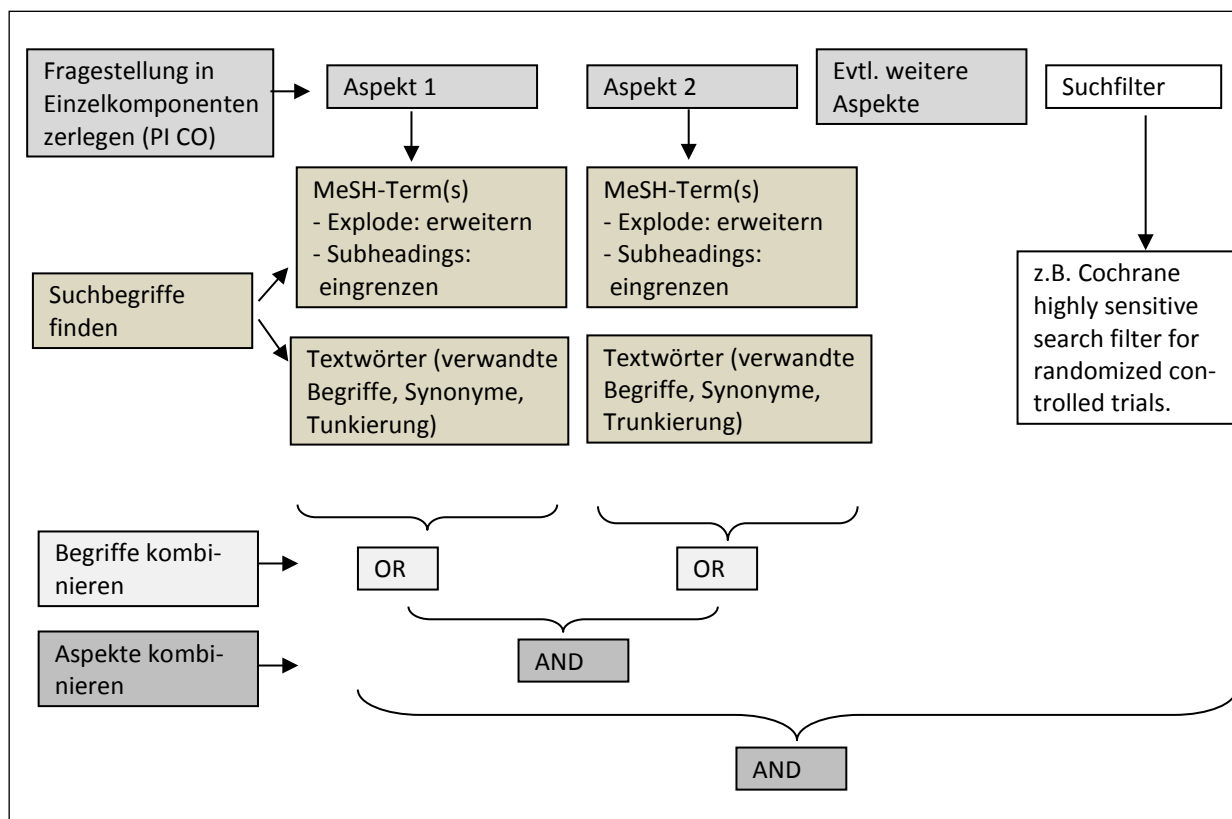 Fragestellung in
Einzelkomponenten
zerlegen (PI CO)
Aspekt 1
Aspekt 2
Evtl. weitere
Aspekte
Suchfilter
MeSH-Term(s)
- Explode: erweitern
- Subheadings:
eingrenzen
MeSH-Term(s)
- Explode: erweitern
- Subheadings:
eingrenzen
z.B. Cochrane
highly sensitive
search filter for
randomized con-
trolled trials.
Suchbegriffe
finden
Textwörter (verwandte
Begriffe, Synonyme,
Tunkierung)
Textwörter (verwandte
Begriffe, Synonyme,
Trunkierung)
Begriffe kombi-
nieren
OR
OR
Aspekte kombi-
nieren
AND
AND